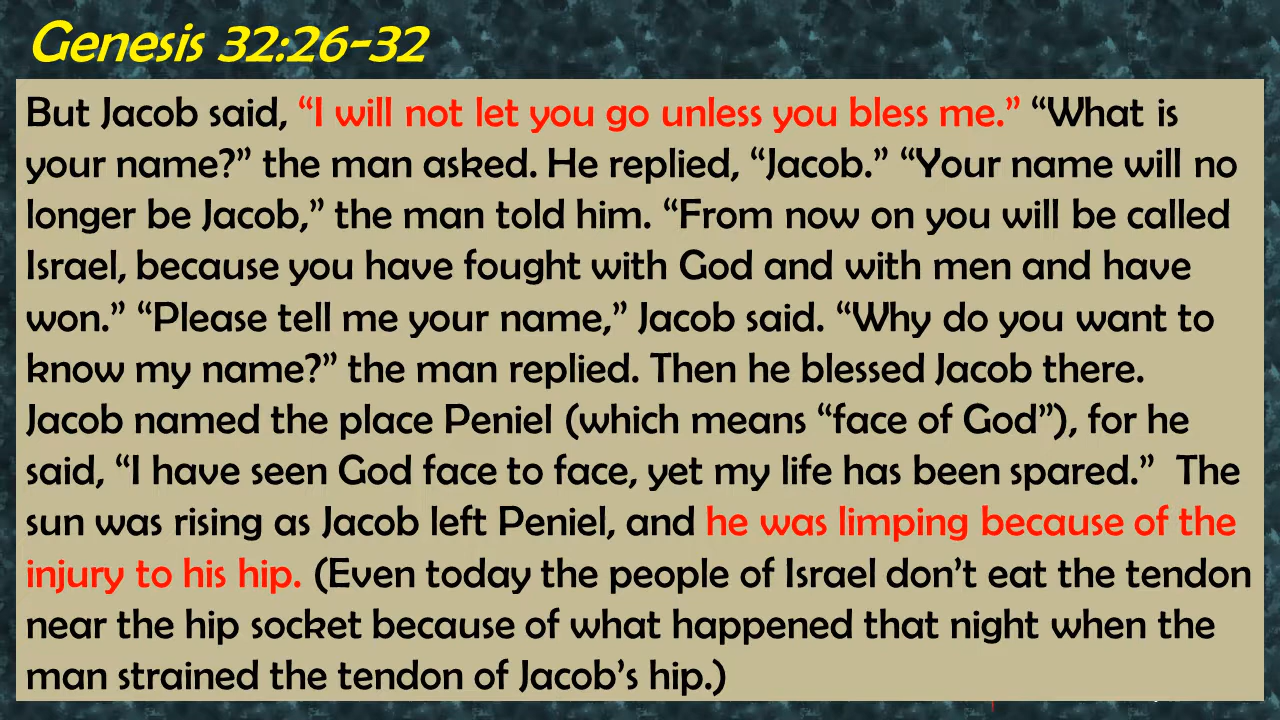 Genesis 32:26-32
But Jacob said, “I will not let you go unless you bless me.” “What is
your name?” the man asked. He replied, “Jacob.” “Your name will no
longer be Jacob,” the man told him. “From now on you will be called
Israel, because you have fought with God and with men and have
won.” “Please tell me your name,” Jacob said. “Why do you want to
know my name?” the man replied. Then he blessed Jacob there.
Jacob named the place Peniel (which means “face of God”), for he
said, “I have seen God face to face, yet my life has been spared.”  The
sun was rising as Jacob left Peniel, and he was limping because of the
injury to his hip. (Even today the people of Israel don’t eat the tendon
near the hip socket because of what happened that night when the
man strained the tendon of Jacob’s hip.)